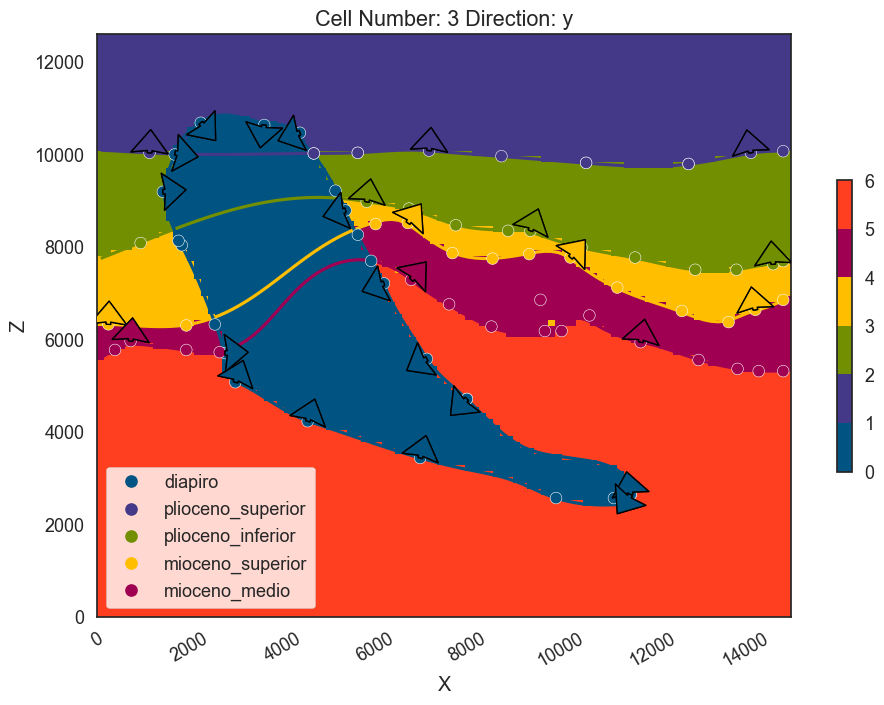 Cell Number: 3 Direction: y
12000
10000
8000
6000
4000
2000
0
Z
0
2000
4000
6000
8000
10000
12000
14000
X
diapiro
plioceno_superior
plioceno_inferior
mioceno_superior
mioceno_medio
6
5
4
3
2
1
0